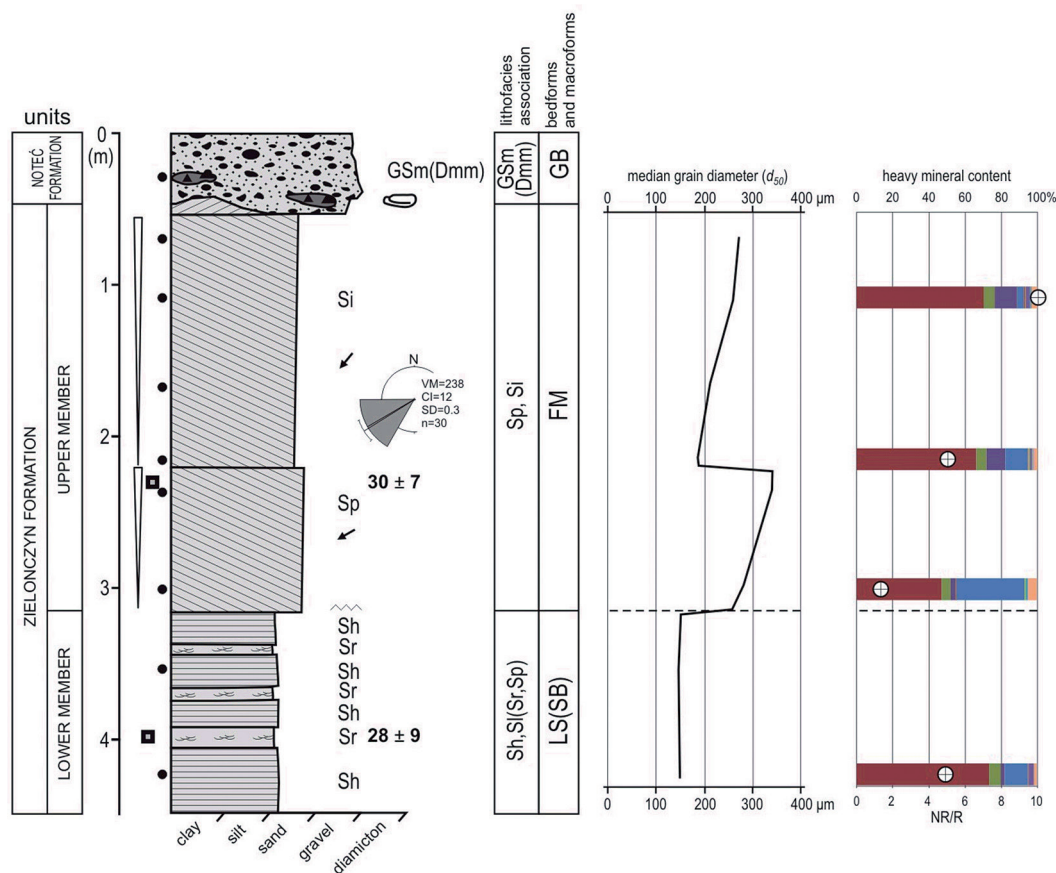 units
NOTEĆ
FORMATION
ZIELONCZYN FORMATION
UPPER MEMBER
LOWER MEMBER
0
(m)
1
2
3
4
GSm(Dmm)
Si
N
VM=238
CI=12
SD=0.3
n=30
30 ± 7
Sp
Sh
Sr
Sh
Sr
Sh
Sr
28 ± 9
Sh
clay
silt
sand
gravel
diamicton
lithofacies
association
bedforms
and macroforms
GSm
(Dmm)
GB
Sp, Si
FM
Sh,Sl(Sr,Sp)
LS(SB)
median grain diameter (d50)
0 100 200 300 400 µm
0 100 200 300 400 µm
heavy mineral content
0 20 40 60 80 100%
0 2 4 6 8 10
NR/R